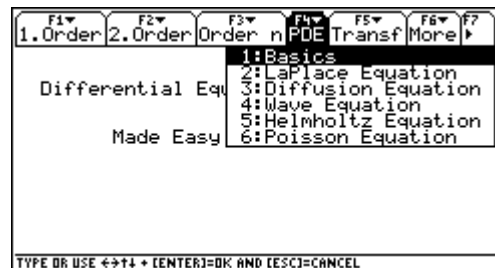 F1 F2 F3 F4 F5 F6 F7
1.Order 2.Order Order n PDE Transf More
1:Basics
2:LaPlace Equation
Differential Equ 3:Diffusion Equation
4:Wave Equation
5:Helmholtz Equation
Made Easy 6:Poisson Equation
TYPE OR USE ←→↑↓ + [ENTER]=OK AND [ESC]=CANCEL